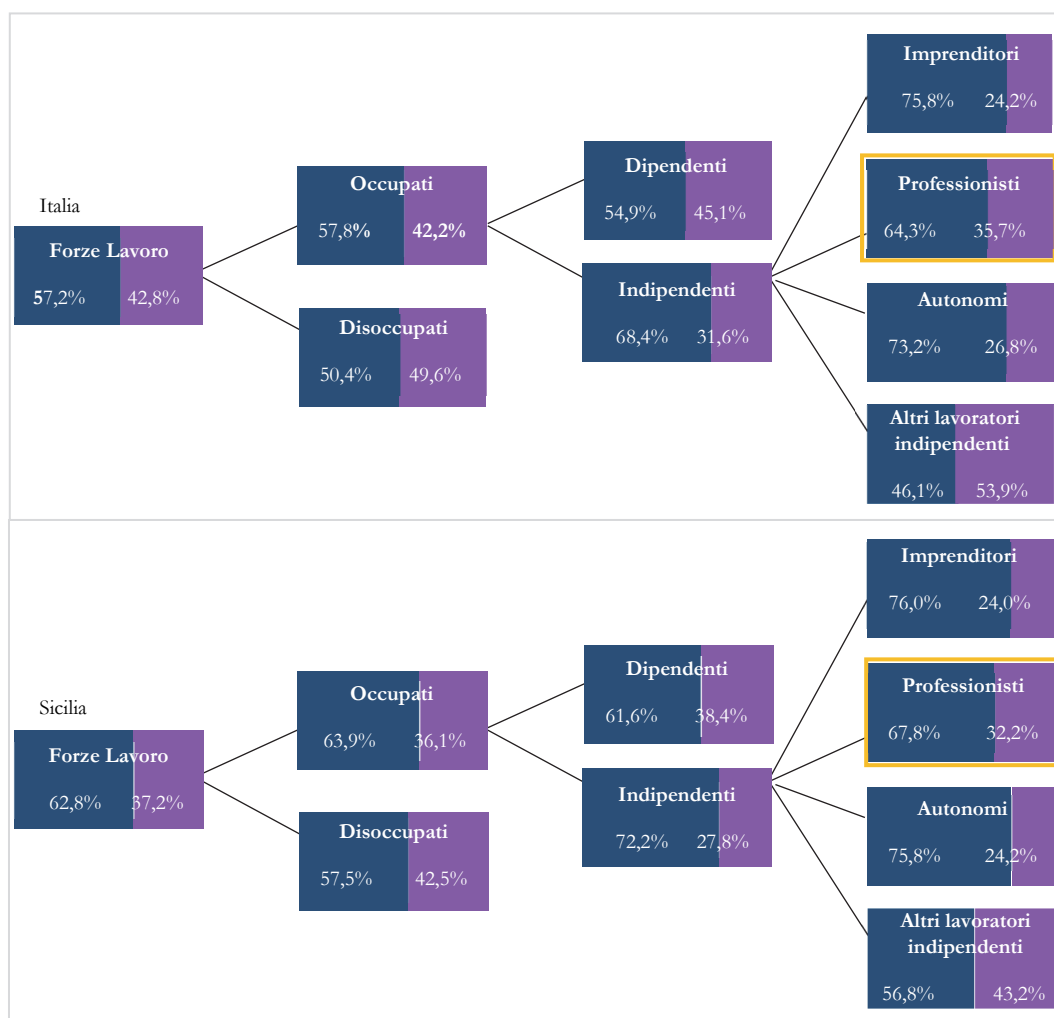 Imprenditori
75,8% 24,2%
Professionisti
64,3% 35,7%
Dipendenti
54,9% 45,1%
Occupati
57,8% 42,2%
Italia
Forze Lavoro
57,2% 42,8%
Indipendenti
68,4% 31,6%
Disoccupati
50,4% 49,6%
Autonomi
73,2% 26,8%
Altri lavoratori
indipendenti
46,1% 53,9%
Imprenditori
76,0% 24,0%
Professionisti
67,8% 32,2%
Dipendenti
61,6% 38,4%
Occupati
63,9% 36,1%
Sicilia
Forze Lavoro
62,8% 37,2%
Indipendenti
72,2% 27,8%
Disoccupati
57,5% 42,5%
Autonomi
75,8% 24,2%
Altri lavoratori
indipendenti
56,8% 43,2%